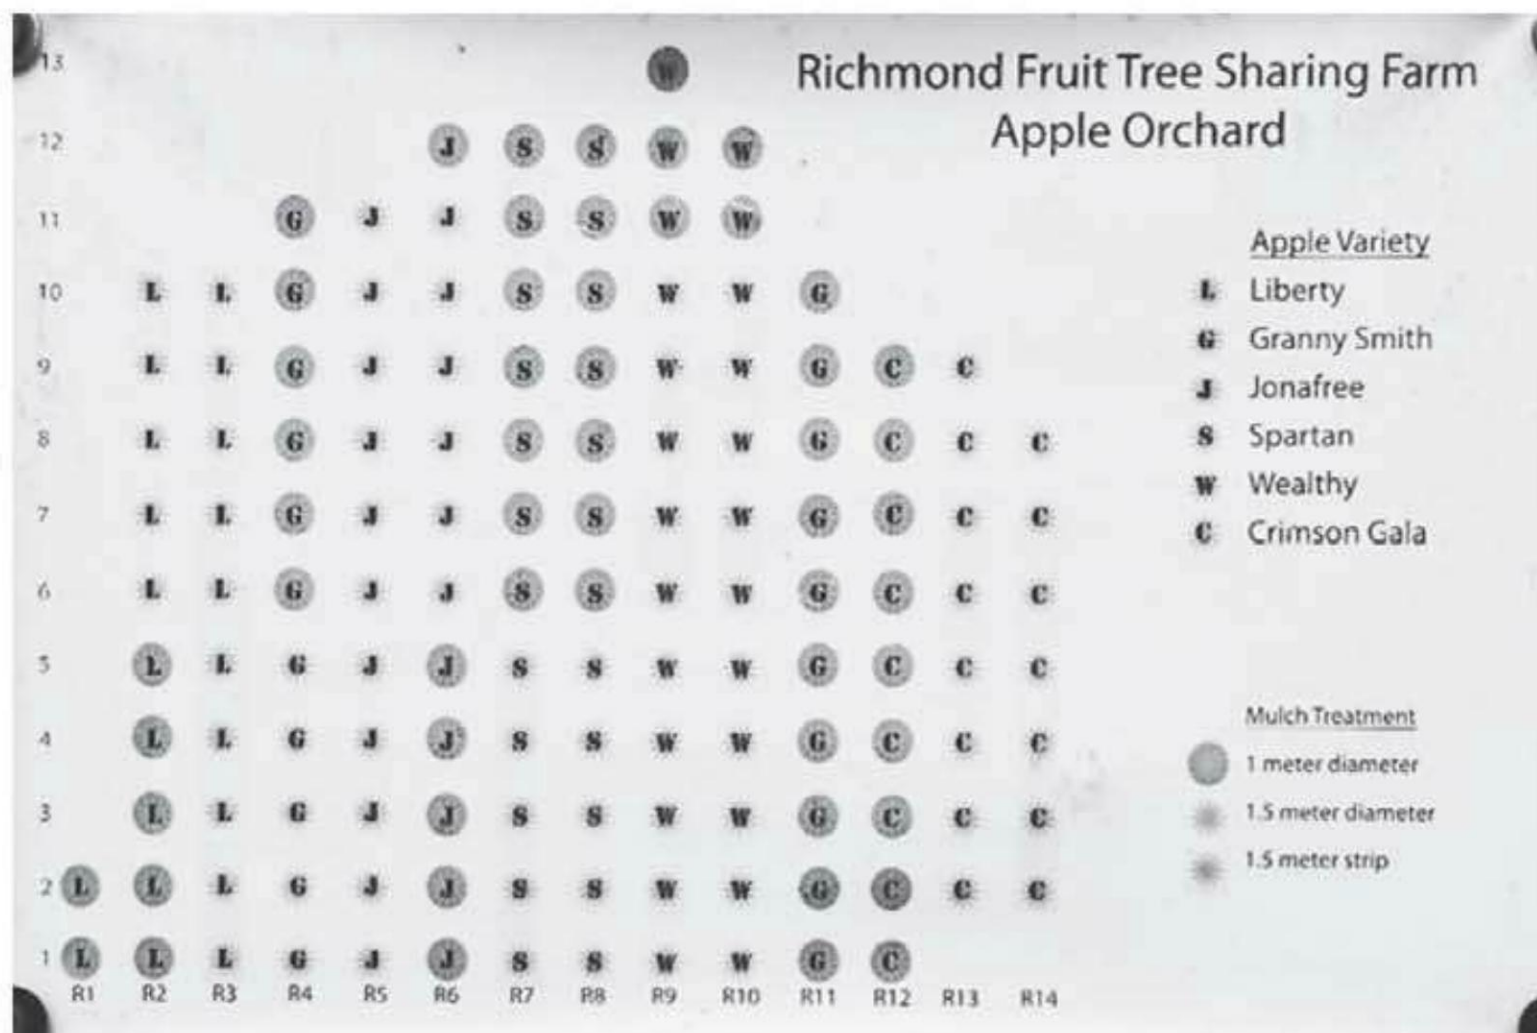 Richmond Fruit Tree Sharing Farm
Apple Orchard
13 W
12 J S S W W
11 G J J S S W W
10 L L G J J S S W W G
9 L L G J J S S W W G C C
8 L L G J J S S W W G C C C
7 L L G J J S S W W G C C C
6 L L G J J S S W W G C C C
5 L L G J J S S W W G C C C
4 L L G J J S S W W G C C C
3 L L G J J S S W W G C C C
2 L L L G J J S S W W G C C C
1 L L L G J J S S W W G C
R1 R2 R3 R4 R5 R6 R7 R8 R9 R10 R11 R12 R13 R14
Apple Variety
L Liberty
G Granny Smith
J Jonafree
S Spartan
W Wealthy
C Crimson Gala
Mulch Treatment
1 meter diameter
1.5 meter diameter
1.5 meter strip